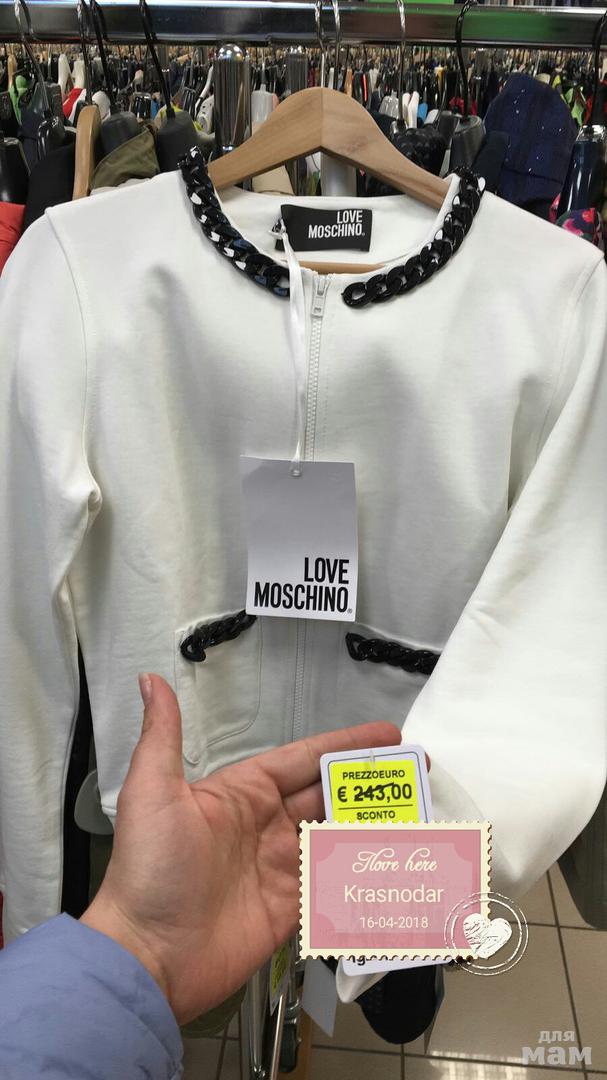 LOVE
MOSCHINO
LOVE
MOSCHINO®
PREZZOEURO
€ 243,00
SCONTO
I love here
Krasnodar
16-04-2018
для
мам